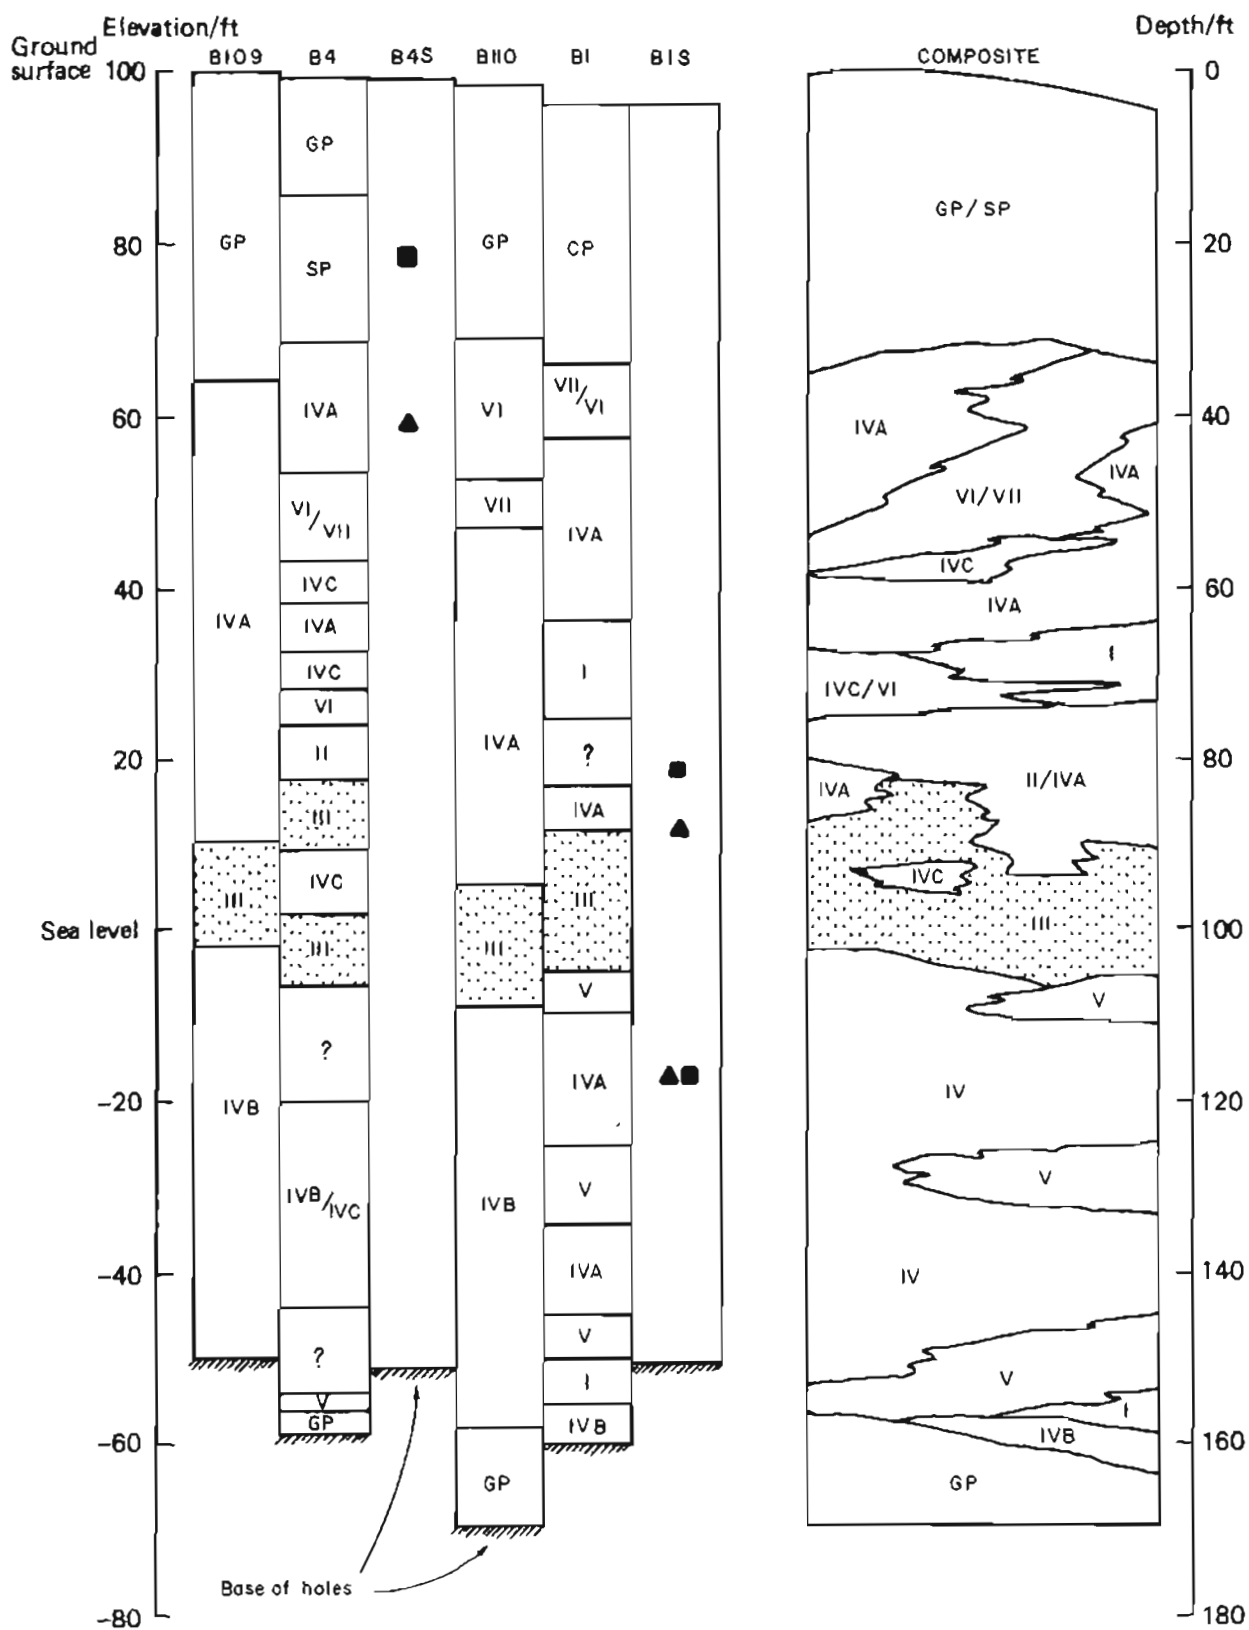 Elevation/ft
Depth/ft
Ground
surface
B109
B4
B4S
B110
B1
B1S
COMPOSITE
100
80
60
40
20
Sea level
-20
-40
-60
-80
GP
IVA
III
IVB
GP
SP
IVA
VI/VII
IVC
IVA
IVC
VI
II
III
IVC
III
?
IVB/IVC
?
V
GP
GP
VI
VII
IVA
III
IVB
GP
CP
VII/VI
IVA
I
?
IVA
III
V
IVA
V
IVA
V
I
IVB
GP/SP
IVA
IVA
VI/VII
IVC
IVA
I
IVC/VI
IVA
II/IVA
IVC
III
V
IV
V
IV
V
I
IVB
GP
0
20
40
60
80
100
120
140
160
180
Base of holes